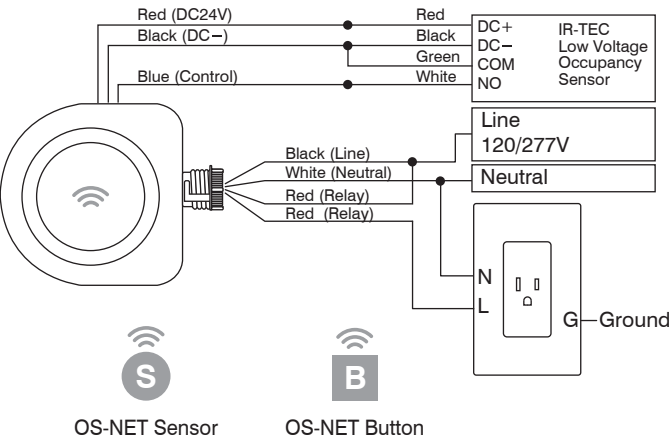 Red (DC24V)
Red
Black (DC−)
Black
Green
Blue (Control)
White
DC+
DC−
COM
NO
IR-TEC
Low Voltage
Occupancy
Sensor
Line
120/277V
Black (Line)
White (Neutral)
Neutral
Red (Relay)
Red (Relay)
N
L
G
Ground
S
B
OS-NET Sensor
OS-NET Button